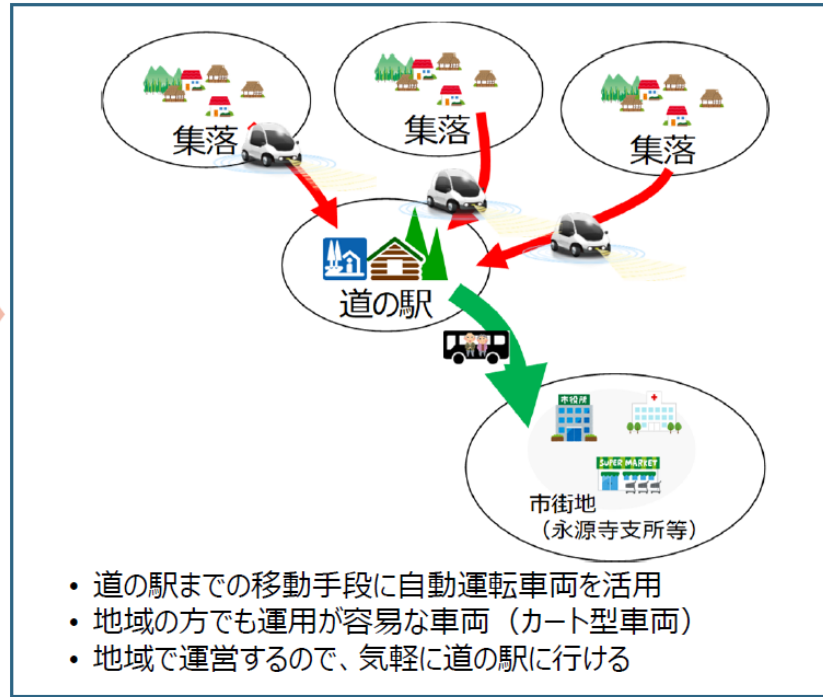 集落
集落
集落
道の駅
市役所
SUPER MARKET
市街地
（永源寺支所等）
• 道の駅までの移動手段に自動運転車両を活用
• 地域の方でも運用が容易な車両（カート型車両）
• 地域で運営するので、気軽に道の駅に行ける